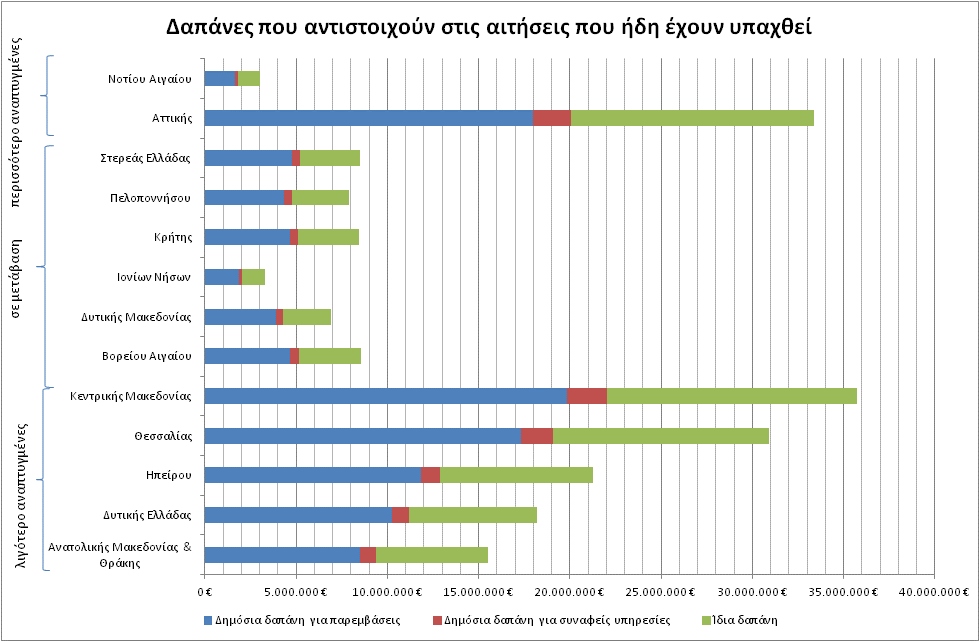 Δαπάνες που αντιστοιχούν στις αιτήσεις που ήδη έχουν υπαχθεί
περισσότερο αναπτυγμένες
Νοτίου Αιγαίου
Αττικής
σε μετάβαση
Στερεάς Ελλάδας
Πελοποννήσου
Κρήτης
Ιονίων Νήσων
Δυτικής Μακεδονίας
Βορείου Αιγαίου
λιγότερο αναπτυγμένες
Κεντρικής Μακεδονίας
Θεσσαλίας
Ηπείρου
Δυτικής Ελλάδας
Ανατολικής Μακεδονίας &
Θράκης
0 € 5.000.000 € 10.000.000 € 15.000.000 € 20.000.000 € 25.000.000 € 30.000.000 € 35.000.000 € 40.000.000 €
Δημόσια δαπάνη για παρεμβάσεις Δημόσια δαπάνη για συναφείς υπηρεσίες Ίδια δαπάνη